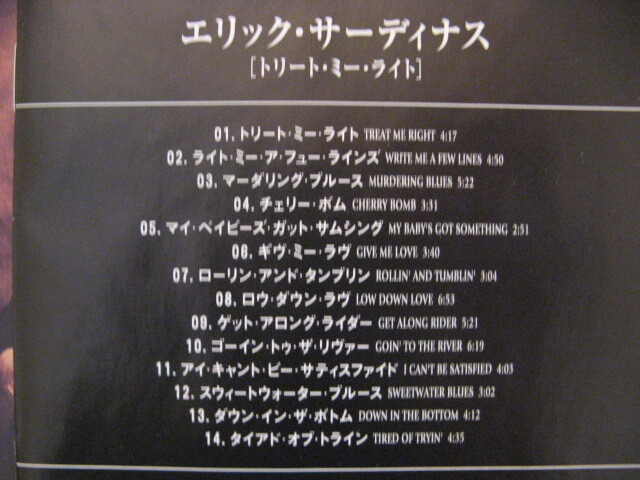 エリック・サーディナス
[トリート・ミー・ライト]
01. トリート・ミー・ライト TREAT ME RIGHT 4:17
02. ライト・ミー・ア・フュー・ラインズ WRITE ME A FEW LINES 4:50
03. マーダリング・ブルース MURDERING BLUES 5:22
04. チェリー・ボム CHERRY BOMB 3:31
05. マイ・ベイビーズ・ガット・サムシング MY BABY'S GOT SOMETHING 2:51
06. ギヴ・ミー・ラヴ GIVE ME LOVE 3:40
07. ローリン・アンド・タンブリン ROLLIN' AND TUMBLIN' 3:04
08. ロウ・ダウン・ラヴ LOW DOWN LOVE 6:53
09. ゲット・アロング・ライダー GET ALONG RIDER 5:21
10. ゴーイン・トゥ・ザ・リヴァー GOIN' TO THE RIVER 6:19
11. アイ・キャント・ビー・サティスファイド I CAN'T BE SATISFIED 4:03
12. スウィートウォーター・ブルース SWEETWATER BLUES 3:02
13. ダウン・イン・ザ・ボトム DOWN IN THE BOTTOM 4:12
14. タイアド・オブ・トライン TIRED OF TRYIN' 4:35